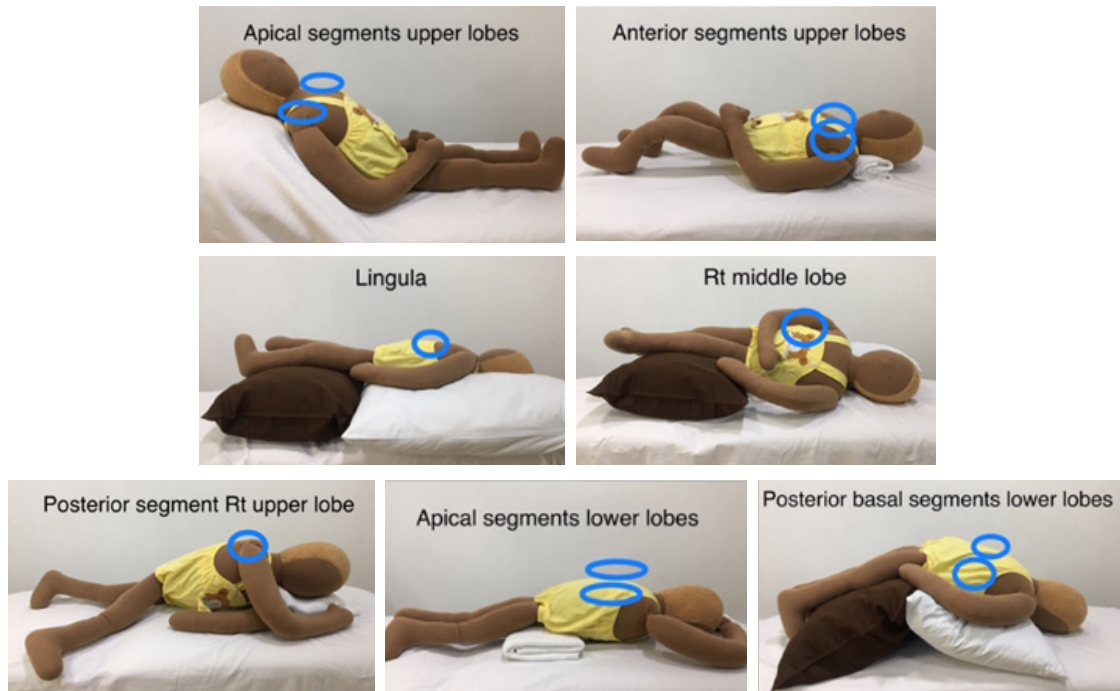 Apical segments upper lobes
Anterior segments upper lobes
Lingula
Rt middle lobe
Posterior segment Rt upper lobe
Apical segments lower lobes
Posterior basal segments lower lobes